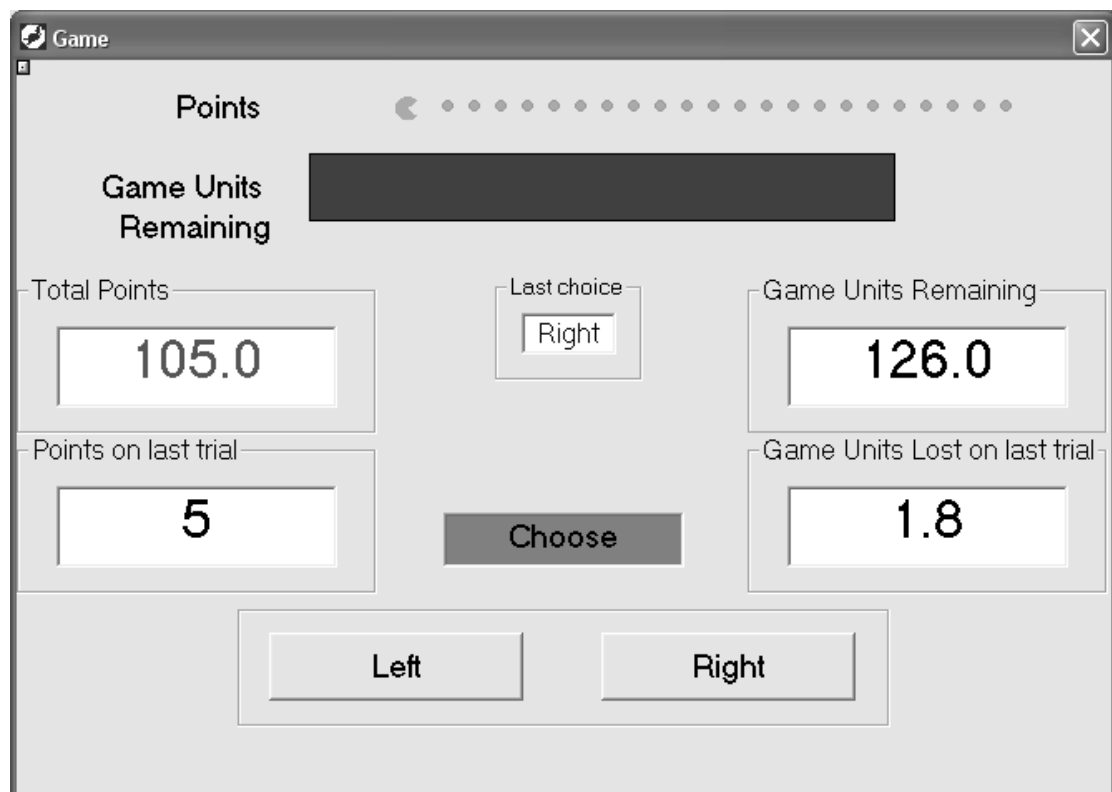 Game
Points
Game Units
Remaining
Total Points
105.0
Last choice
Right
Game Units Remaining
126.0
Points on last trial
5
Choose
Game Units Lost on last trial
1.8
Left
Right